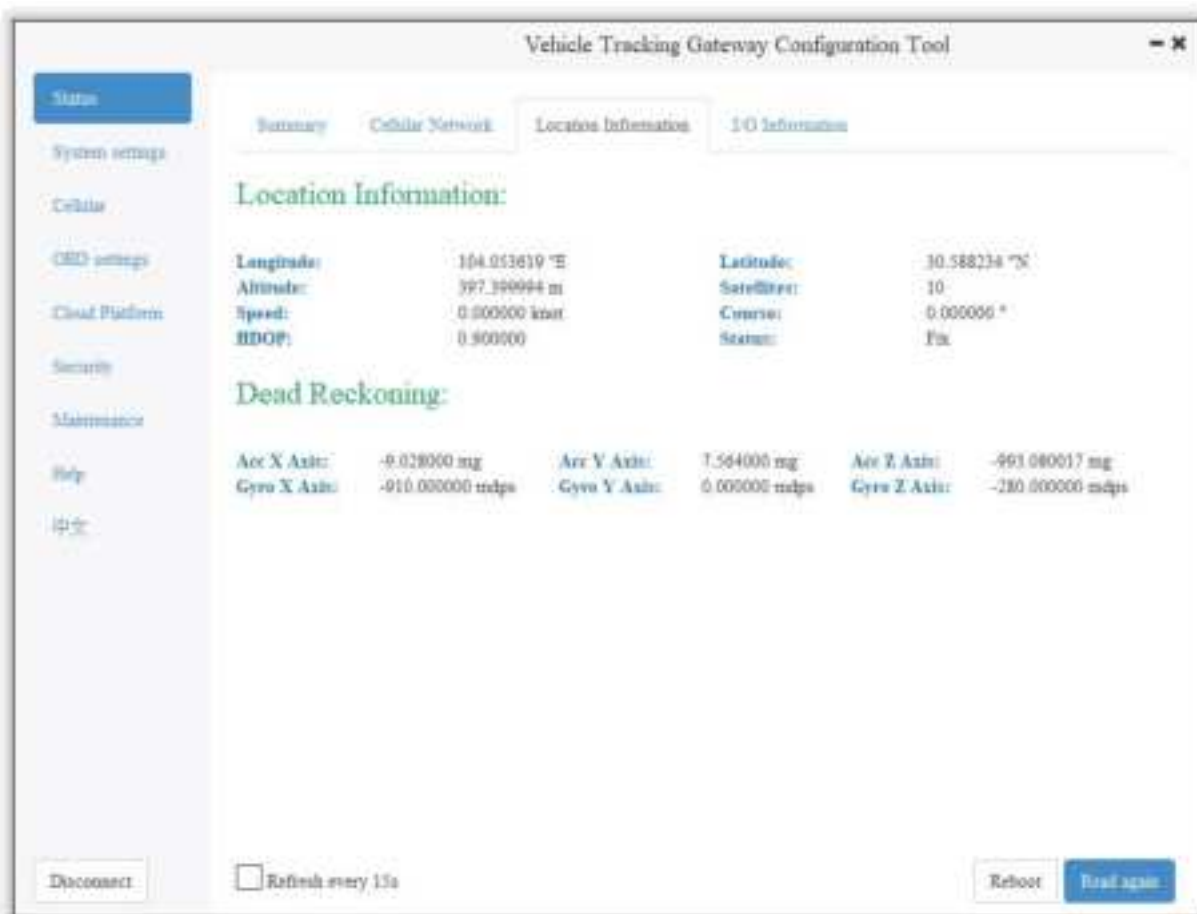 Vehicle Tracking Gateway Configuration Tool
Status
System settings
Cellular
OBD settings
Cloud Platform
Security
Maintenance
Help
中文
Disconnect
Summary Cellular Network Location Information I/O Information
Location Information:
Longitude: 104.053619 °E Latitude: 30.588234 °N
Altitude: 397.399994 m Satellites: 10
Speed: 0.000000 knot Course: 0.000000 °
HDOP: 0.900000 Status: Fix
Dead Reckoning:
Acc X Axis: -9.028000 mg Acc Y Axis: 7.564000 mg Acc Z Axis: -993.080017 mg
Gyro X Axis: -910.000000 mdps Gyro Y Axis: 0.000000 mdps Gyro Z Axis: -280.000000 mdps
Refresh every 15s Reboot Read again